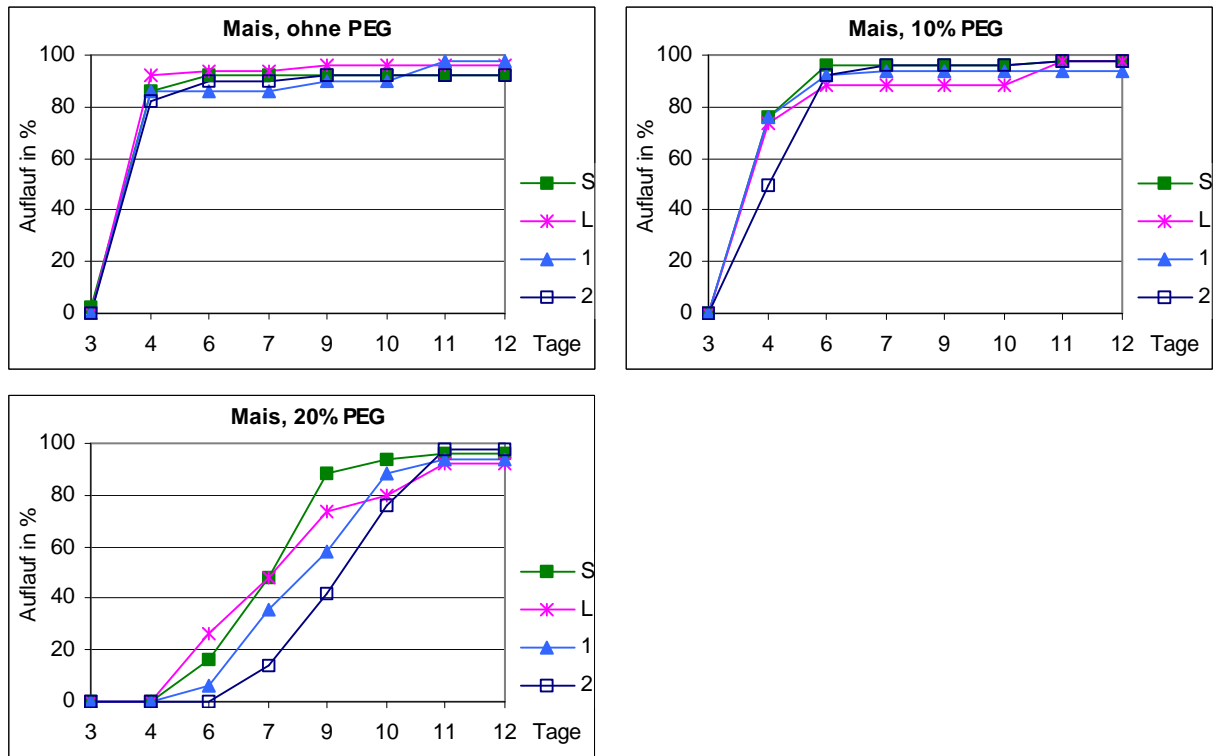 Mais, ohne PEG
Auflauf in %
100
80
60
40
20
0
3 4 6 7 9 10 11 12 Tage
S
L
1
2
Mais, 10% PEG
Auflauf in %
100
80
60
40
20
0
3 4 6 7 9 10 11 12 Tage
S
L
1
2
Mais, 20% PEG
Auflauf in %
100
80
60
40
20
0
3 4 6 7 9 10 11 12 Tage
S
L
1
2